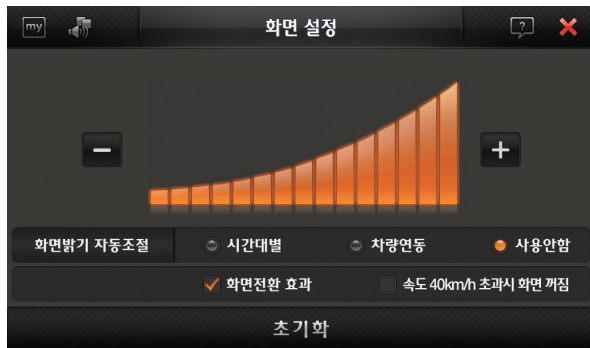 my 화면 설정 ?
− +
화면밝기 자동조절 시간대별 차량연동 사용안함
화면전환 효과 속도 40km/h 초과시 화면 꺼짐
초기화